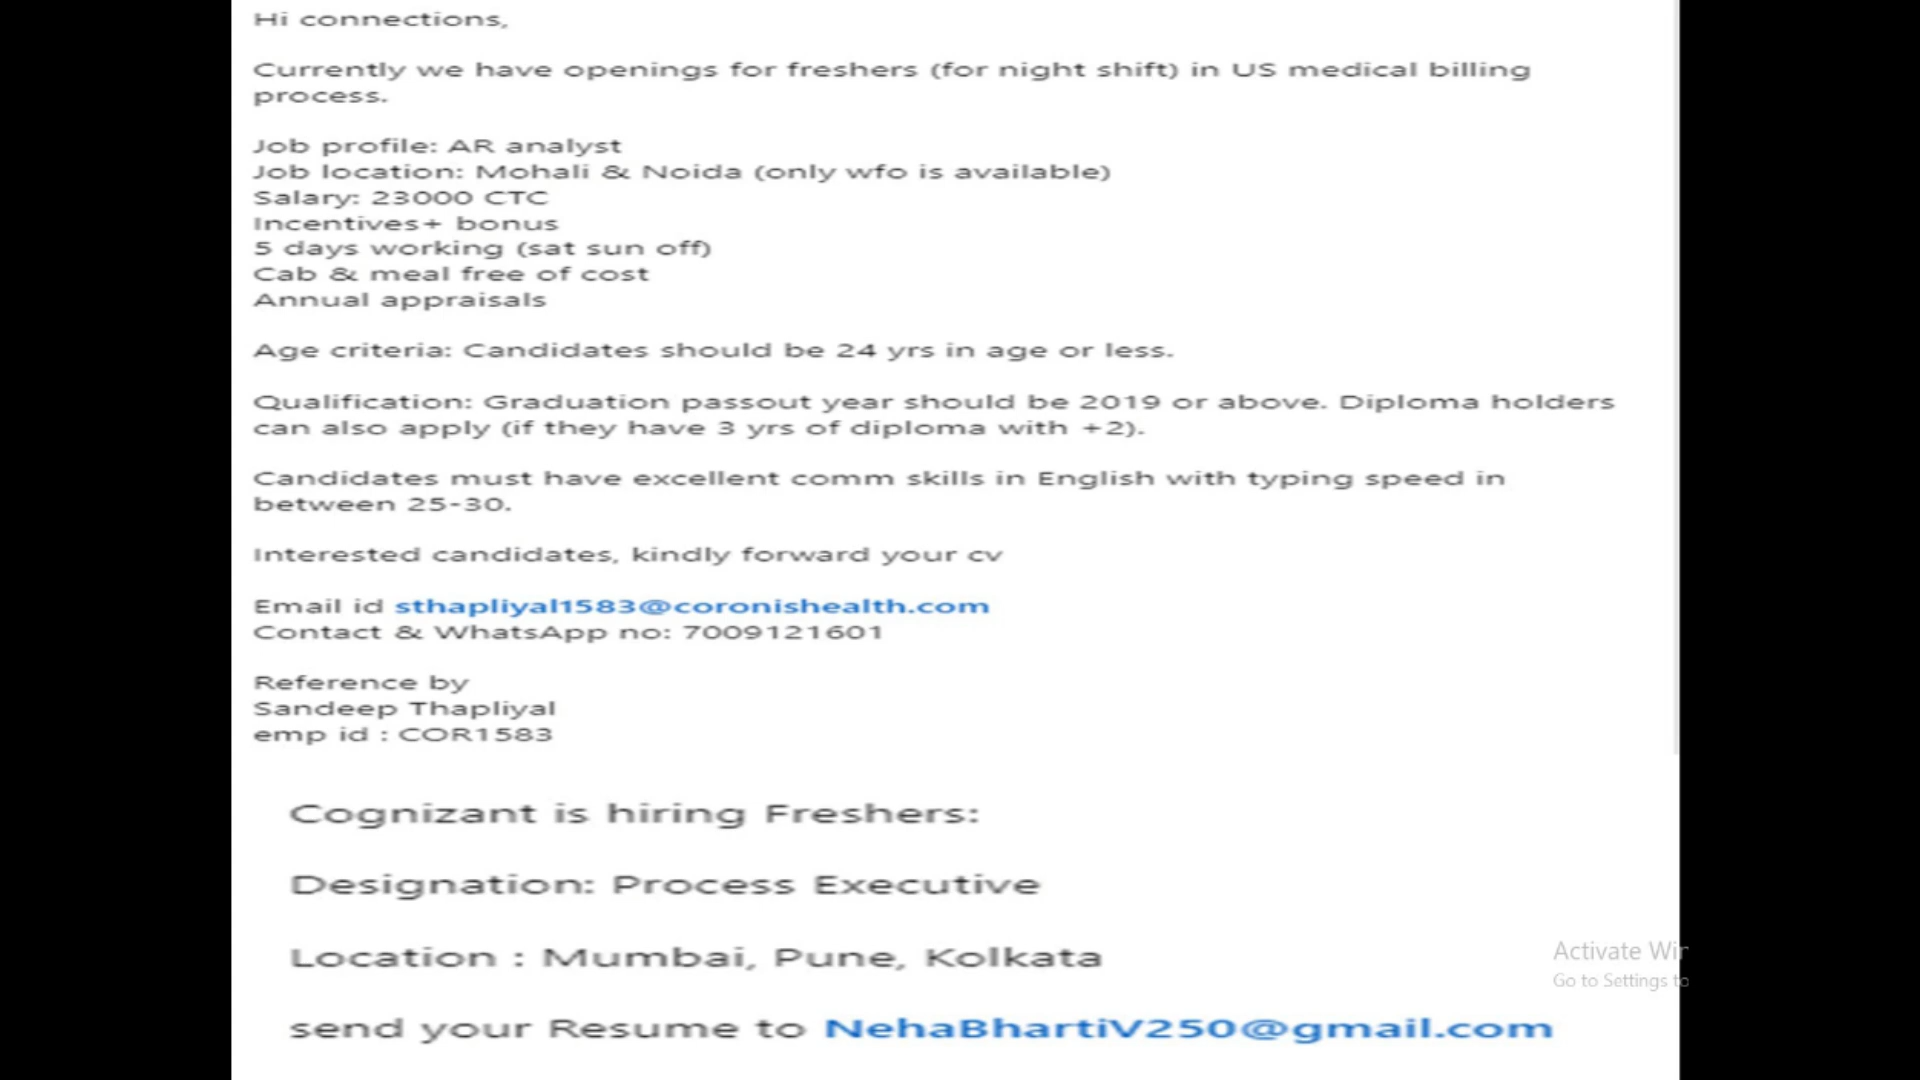 Hi connections,
Currently we have openings for freshers (for night shift) in US medical billing
process.
Job profile: AR analyst
Job location: Mohali & Noida (only wfo is available)
Salary: 23000 CTC
Incentives+ bonus
5 days working (sat sun off)
Cab & meal free of cost
Annual appraisals
Age criteria: Candidates should be 24 yrs in age or less.
Qualification: Graduation passout year should be 2019 or above. Diploma holders
can also apply (if they have 3 yrs of diploma with +2).
Candidates must have excellent comm skills in English with typing speed in
between 25-30.
Interested candidates, kindly forward your cv
Email id sthapliyal1583@coronishealth.com
Contact & WhatsApp no: 7009121601
Reference by
Sandeep Thapliyal
emp id : COR1583
Cognizant is hiring Freshers:
Designation: Process Executive
Location : Mumbai, Pune, Kolkata
send your Resume to NehaBhartiV250@gmail.com
Activate Wi
Go to Settings to